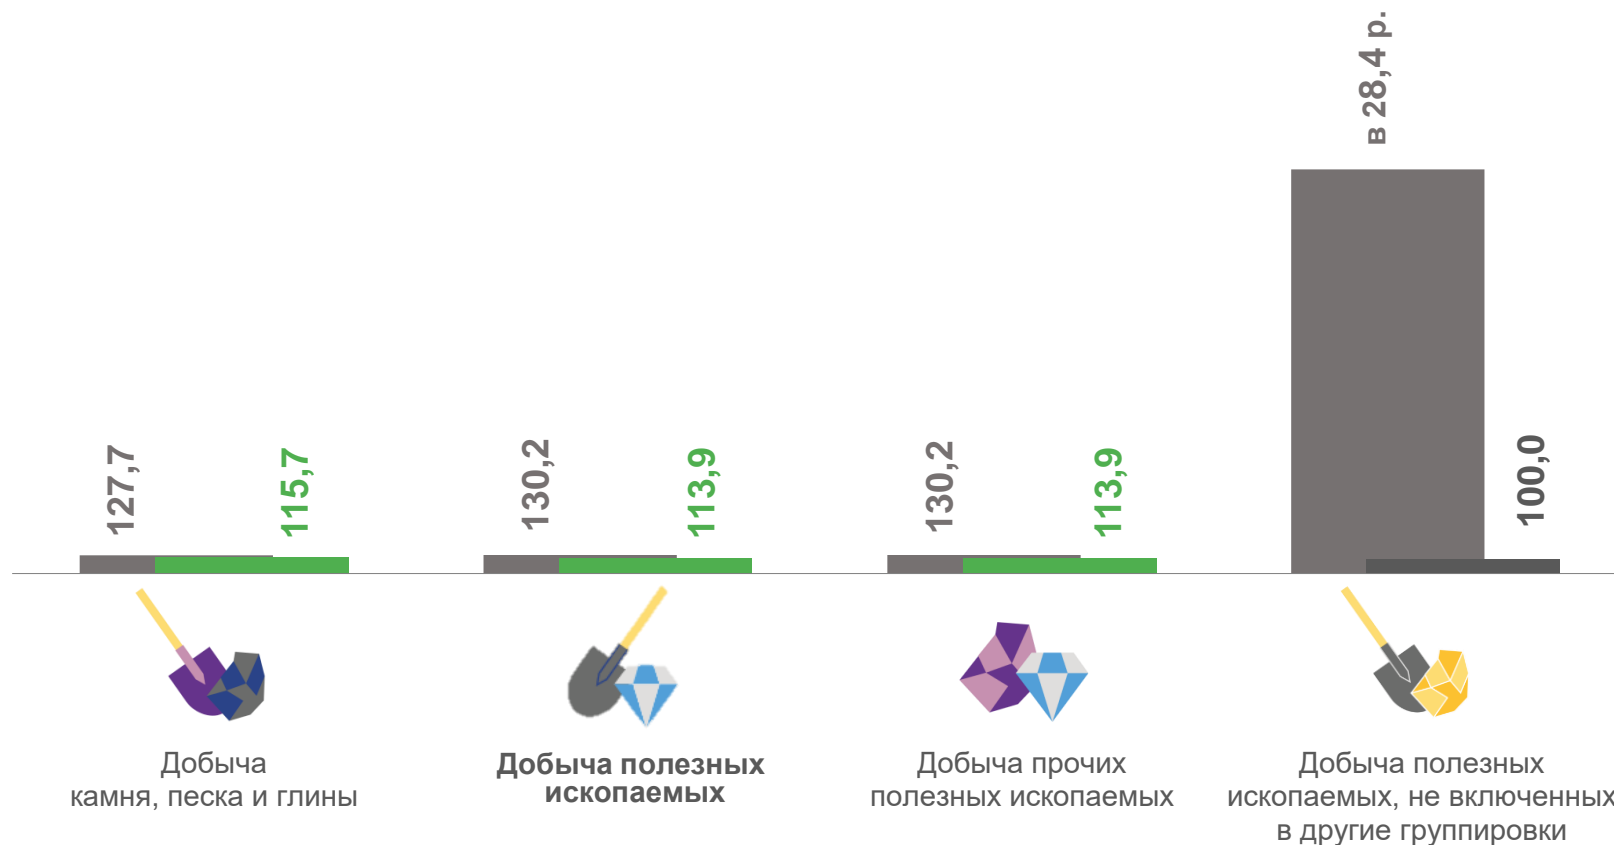 в 28,4 р.
127,7
115,7
130,2
113,9
130,2
113,9
100,0
Добыча
камня, песка и глины
Добыча полезных
ископаемых
Добыча прочих
полезных ископаемых
Добыча полезных
ископаемых, не включенных
в другие группировки